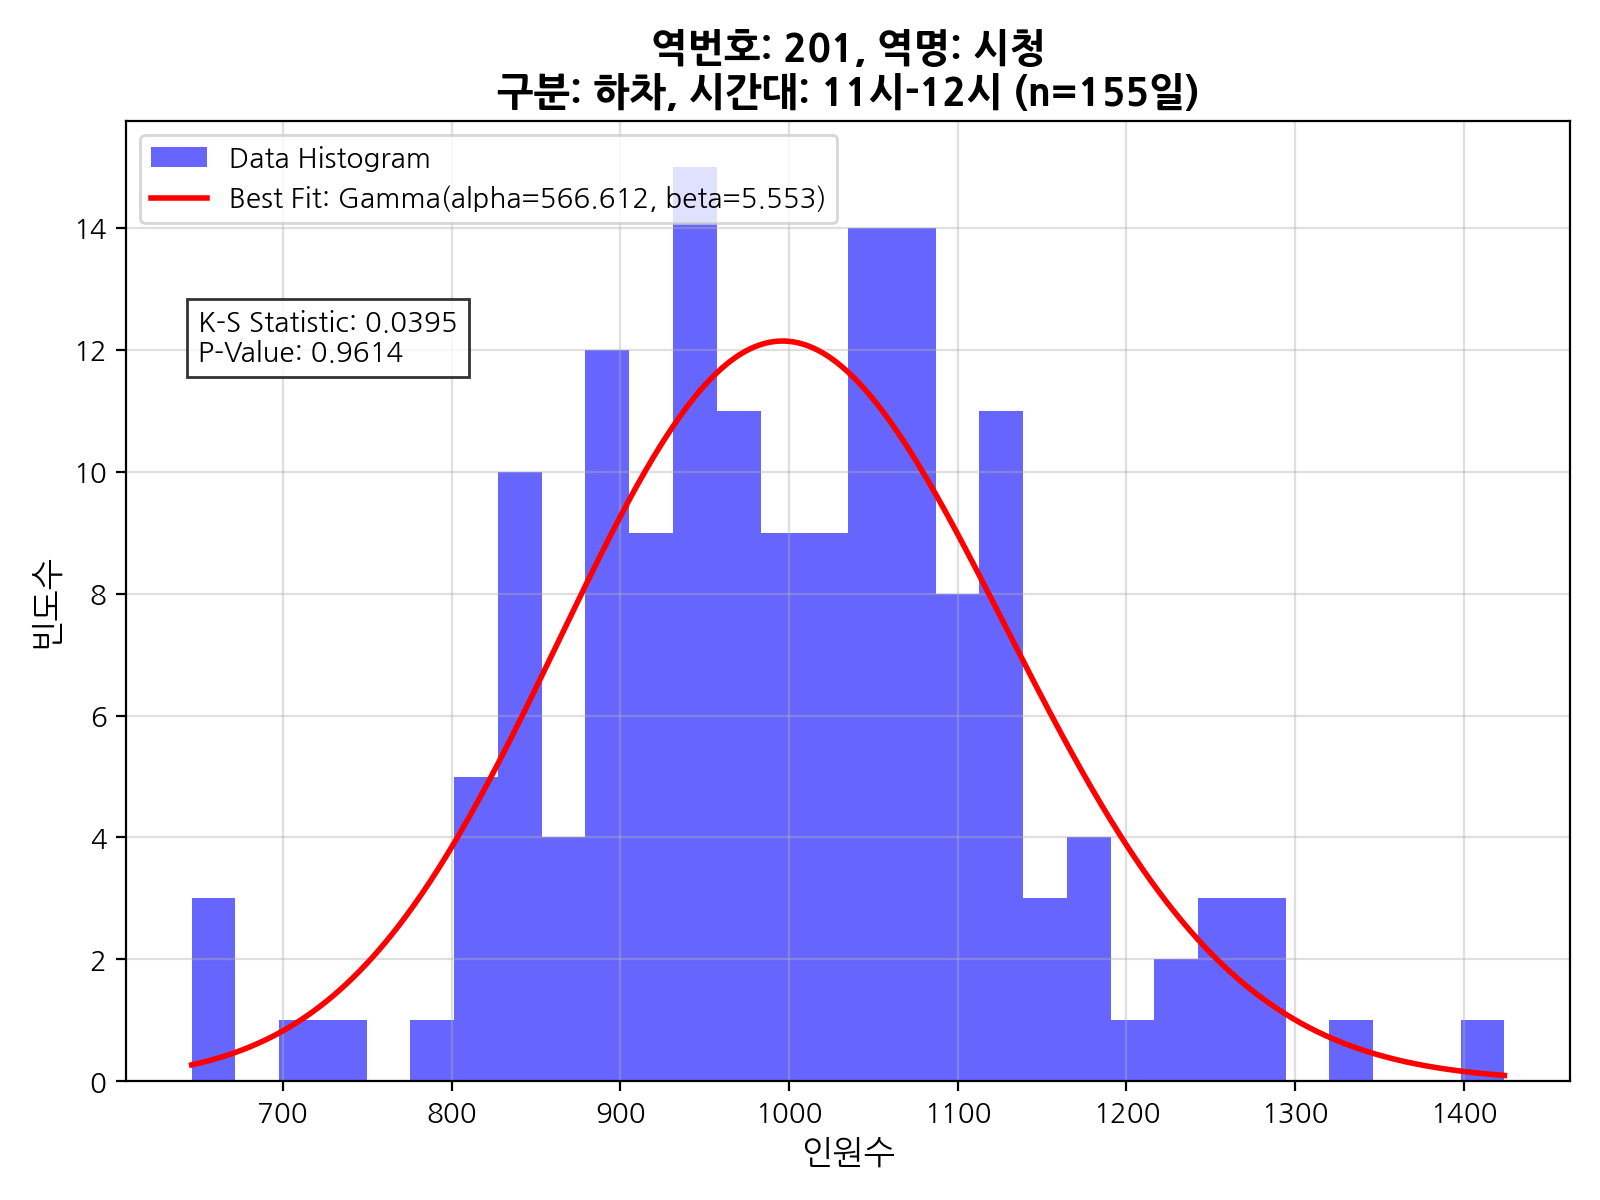 역번호: 201, 역명: 시청
구분: 하차, 시간대: 11시-12시 (n=155일)
Data Histogram
Best Fit: Gamma(alpha=566.612, beta=5.553)
K-S Statistic: 0.0395
P-Value: 0.9614
빈도수
14
12
10
8
6
4
2
0
700 800 900 1000 1100 1200 1300 1400
인원수